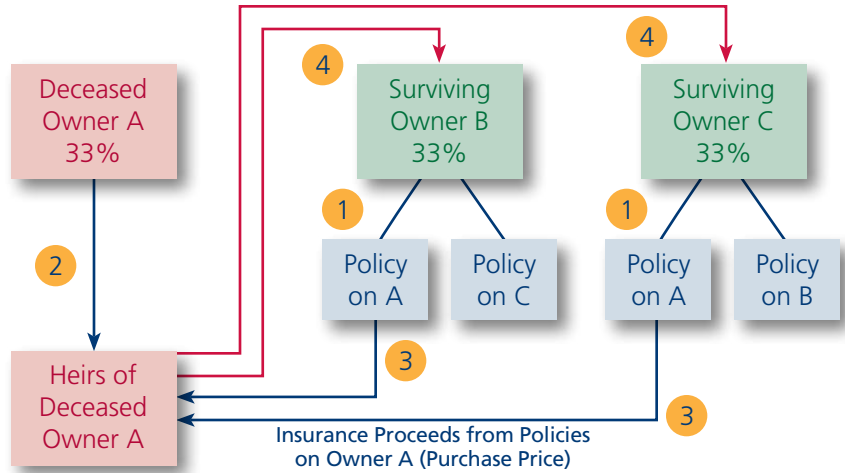 4
4
Deceased
Owner A
33%
Surviving
Owner B
33%
Surviving
Owner C
33%
1
1
2
Policy
on A
Policy
on C
Policy
on A
Policy
on B
3
3
Heirs of
Deceased
Owner A
Insurance Proceeds from Policies
on Owner A (Purchase Price)